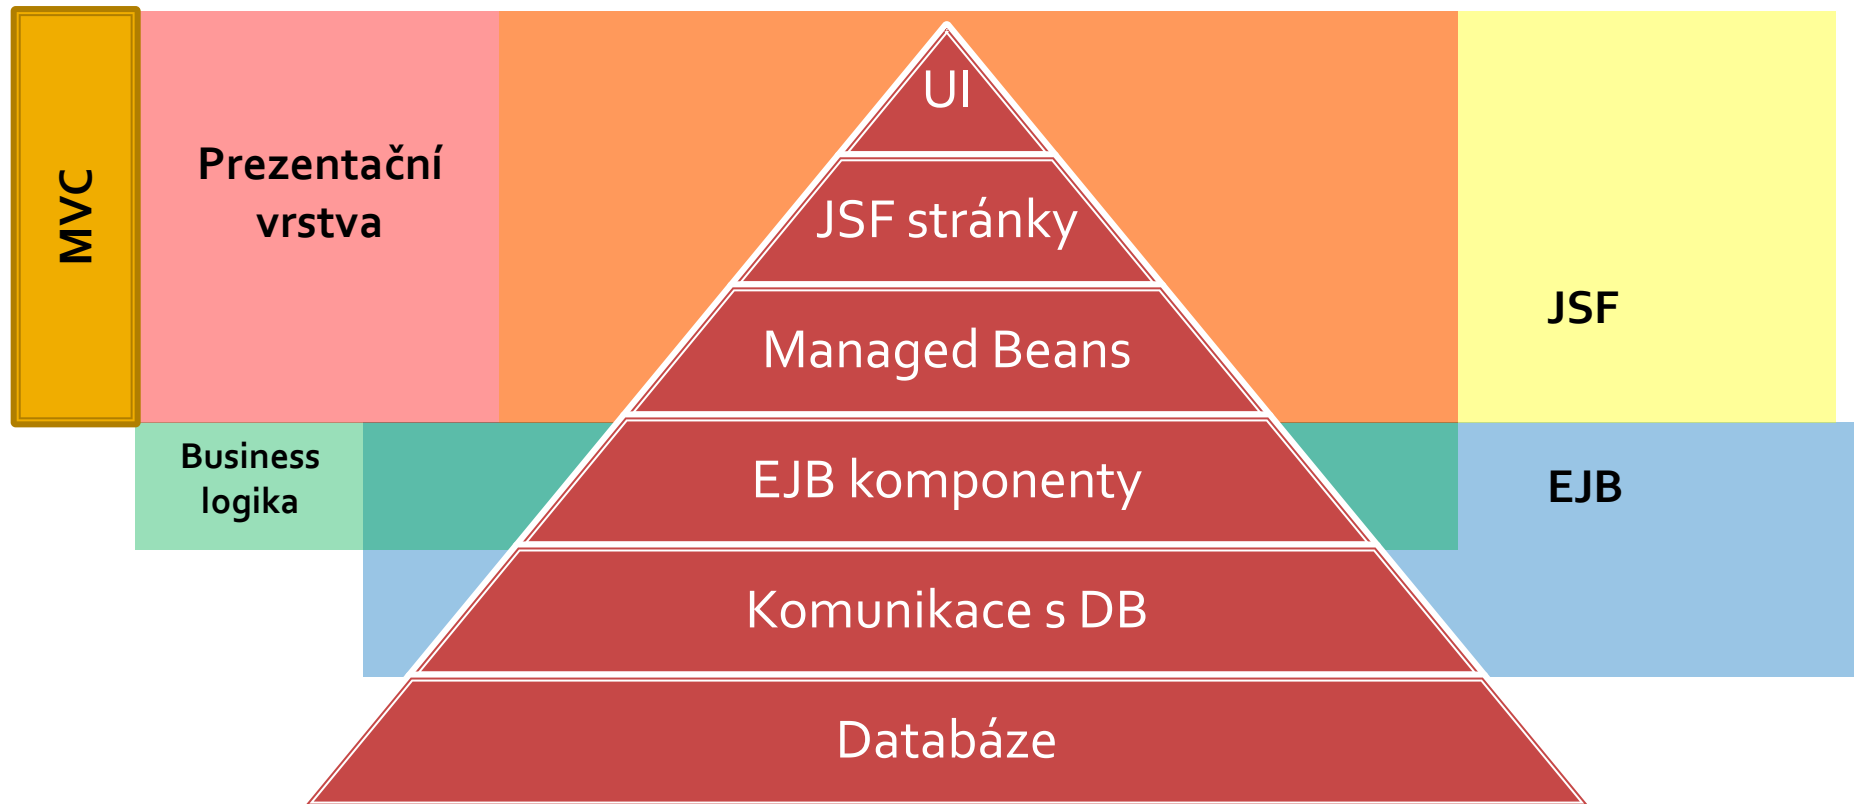 MVC
Prezentační
vrstva
UI
JSF stránky
Managed Beans
JSF
Business
logika
EJB komponenty
EJB
Komunikace s DB
Databáze